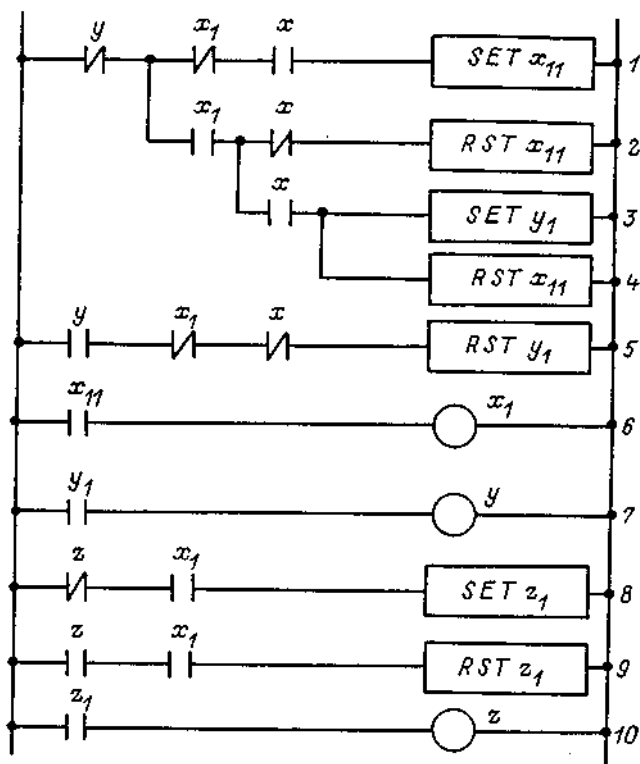 y x₁ x SET x₁₁ 1
x₁ x RST x₁₁ 2
x SET y₁ 3
RST x₁₁ 4
y x₁ x RST y₁ 5
x₁₁ x₁ 6
y₁ y 7
z x₁ SET z₁ 8
z x₁ RST z₁ 9
z₁ z 10